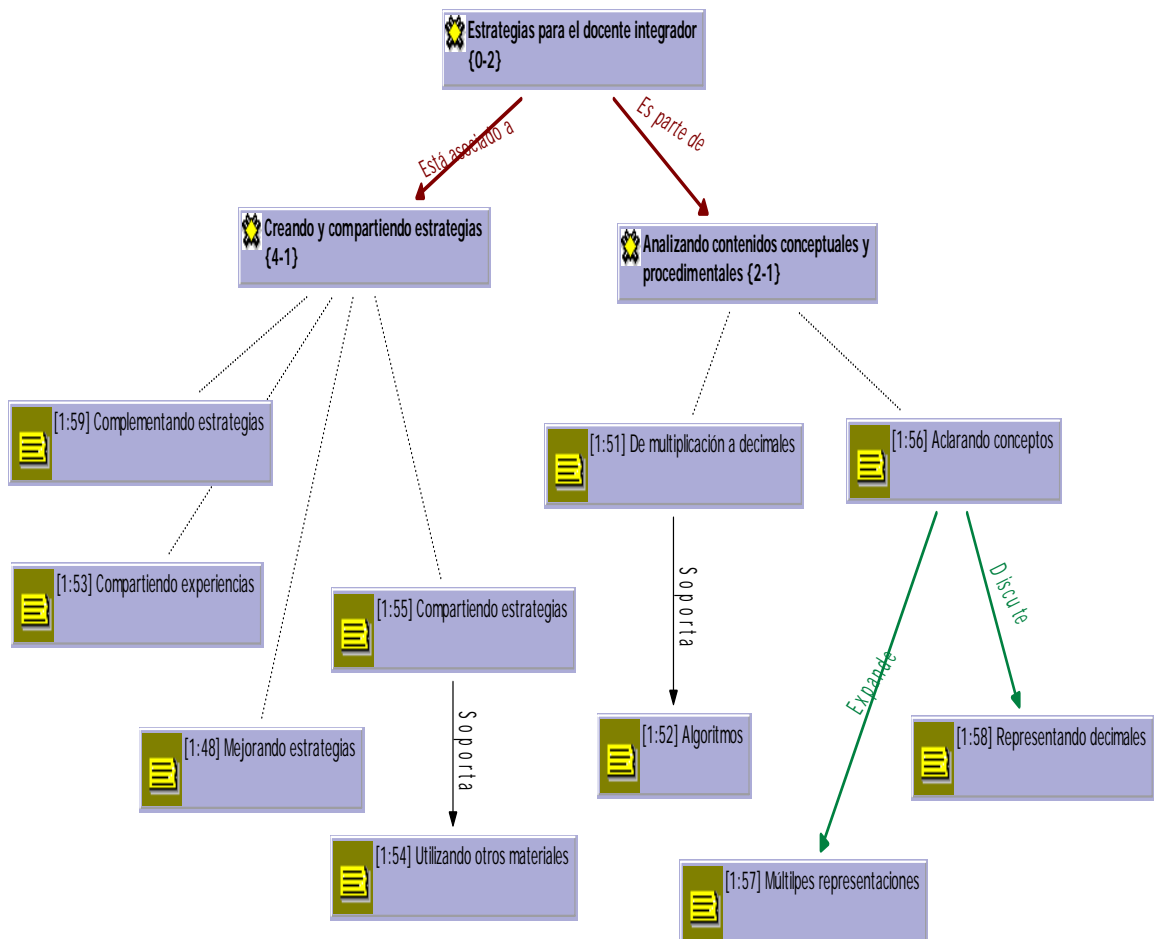 Estrategias para el docente integrador
{0-2}
Está asociado a
Es parte de
Creando y compartiendo estrategias
{4-1}
Analizando contenidos conceptuales y
procedimentales {2-1}
[1:59] Complementando estrategias
[1:51] De multiplicación a decimales
[1:56] Aclarando conceptos
[1:53] Compartiendo experiencias
[1:55] Compartiendo estrategias
Soporta
Discute
Expande
[1:48] Mejorando estrategias
Soporta
[1:52] Algoritmos
[1:58] Representando decimales
[1:54] Utilizando otros materiales
[1:57] Múltilpes representaciones